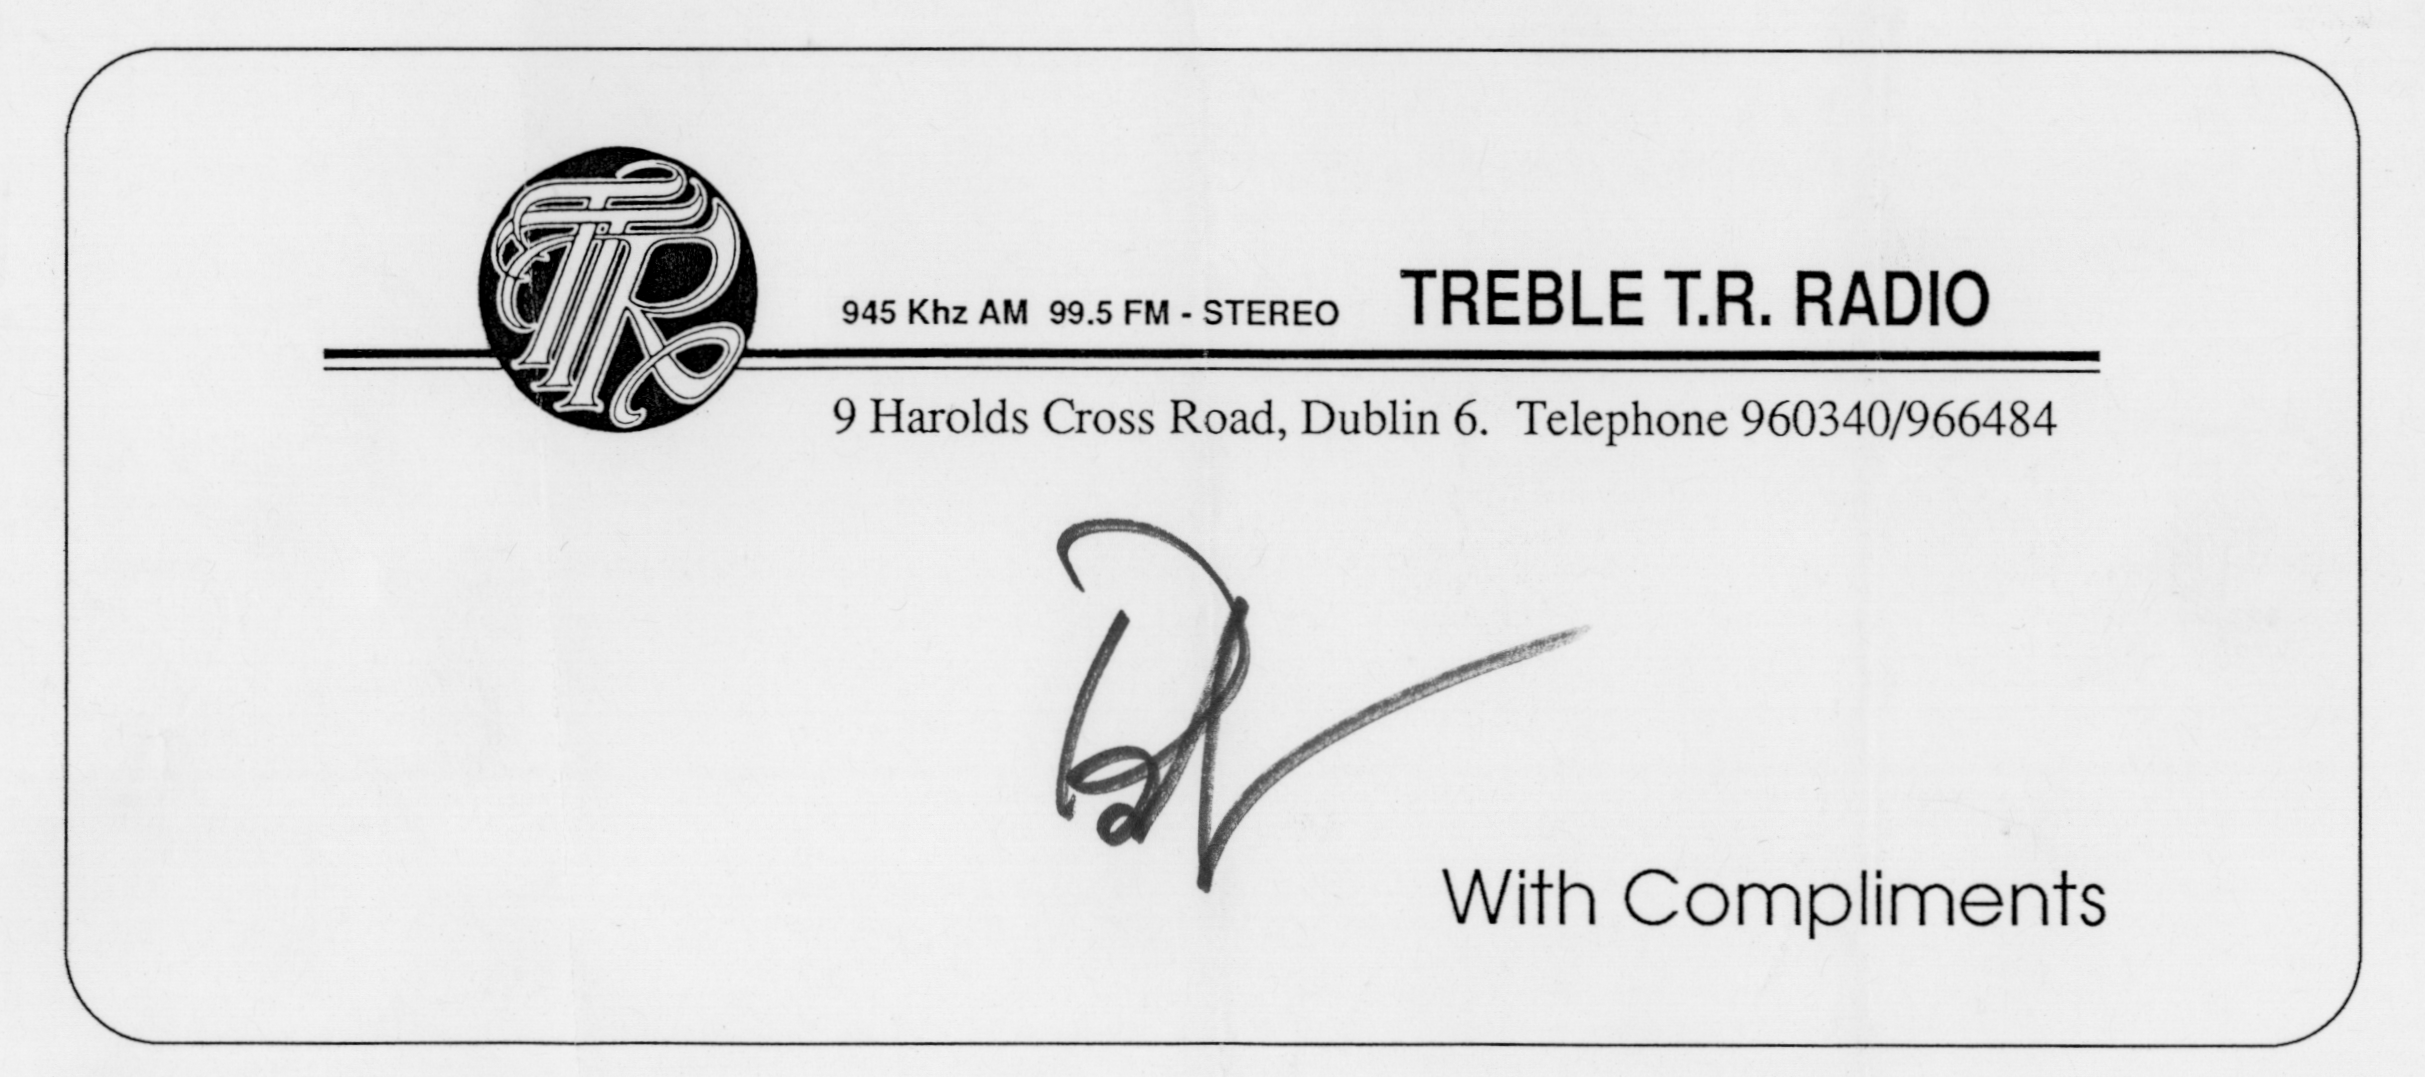 TTTR
945 Khz AM 99.5 FM - STEREO TREBLE T.R. RADIO
9 Harolds Cross Road, Dublin 6. Telephone 960340/966484
With Compliments